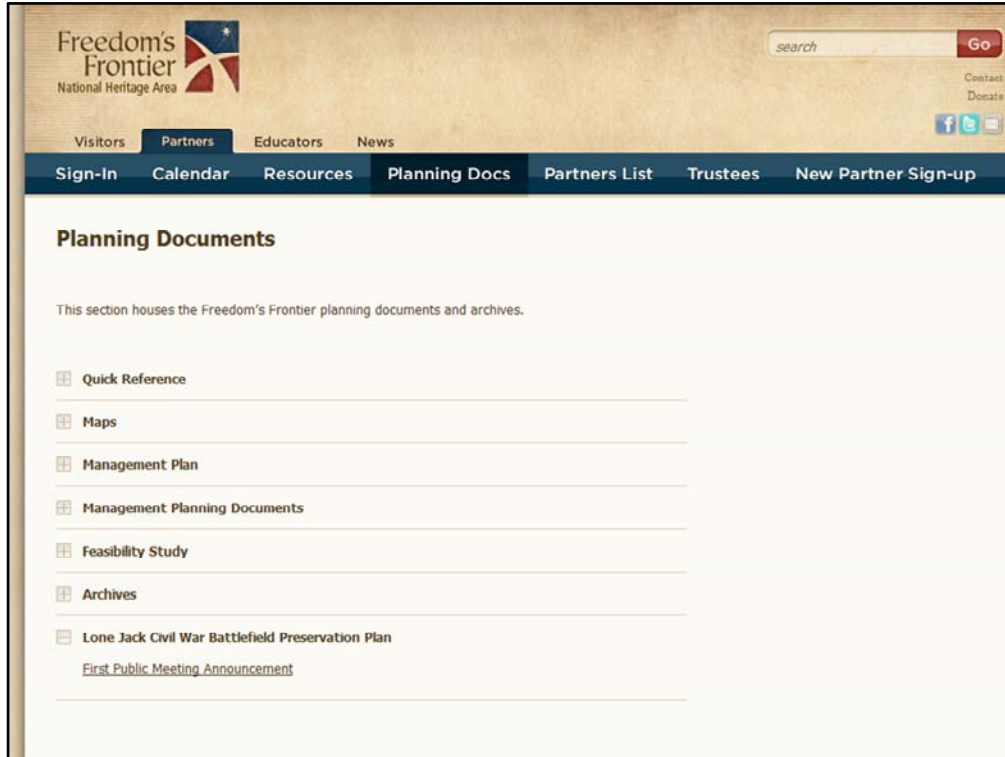 Freedom's
Frontier
National Heritage Area
search
Go
Contact
Donate
Visitors Partners Educators News
Sign-In Calendar Resources Planning Docs Partners List Trustees New Partner Sign-up
Planning Documents
This section houses the Freedom's Frontier planning documents and archives.
Quick Reference
Maps
Management Plan
Management Planning Documents
Feasibility Study
Archives
Lone Jack Civil War Battlefield Preservation Plan
First Public Meeting Announcement